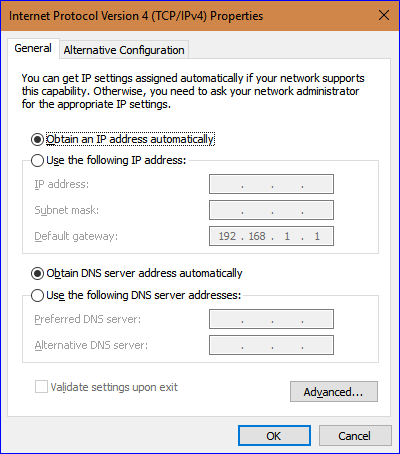 Internet Protocol Version 4 (TCP/IPv4) Properties
General Alternative Configuration
You can get IP settings assigned automatically if your network supports
this capability. Otherwise, you need to ask your network administrator
for the appropriate IP settings.
Obtain an IP address automatically
Use the following IP address:
IP address: . . .
Subnet mask: . . .
Default gateway: 192 . 168 . 1 . 1
Obtain DNS server address automatically
Use the following DNS server addresses:
Preferred DNS server: . . .
Alternative DNS server: . . .
Validate settings upon exit
Advanced...
OK Cancel